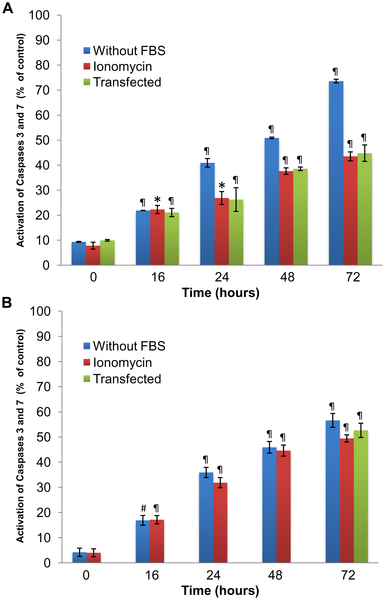 A
Activation of Caspases 3 and 7 (% of control)
100
90
80
70
60
50
40
30
20
10
0
Without FBS
Ionomycin
Transfected
¶ * ¶
¶ * ¶
¶ ¶ ¶
¶ ¶ ¶
0 16 24 48 72
Time (hours)
B
Activation of Caspases 3 and 7 (% of control)
100
90
80
70
60
50
40
30
20
10
0
Without FBS
Ionomycin
Transfected
# ¶
¶ ¶
¶ ¶
¶ ¶ ¶
0 16 24 48 72
Time (hours)